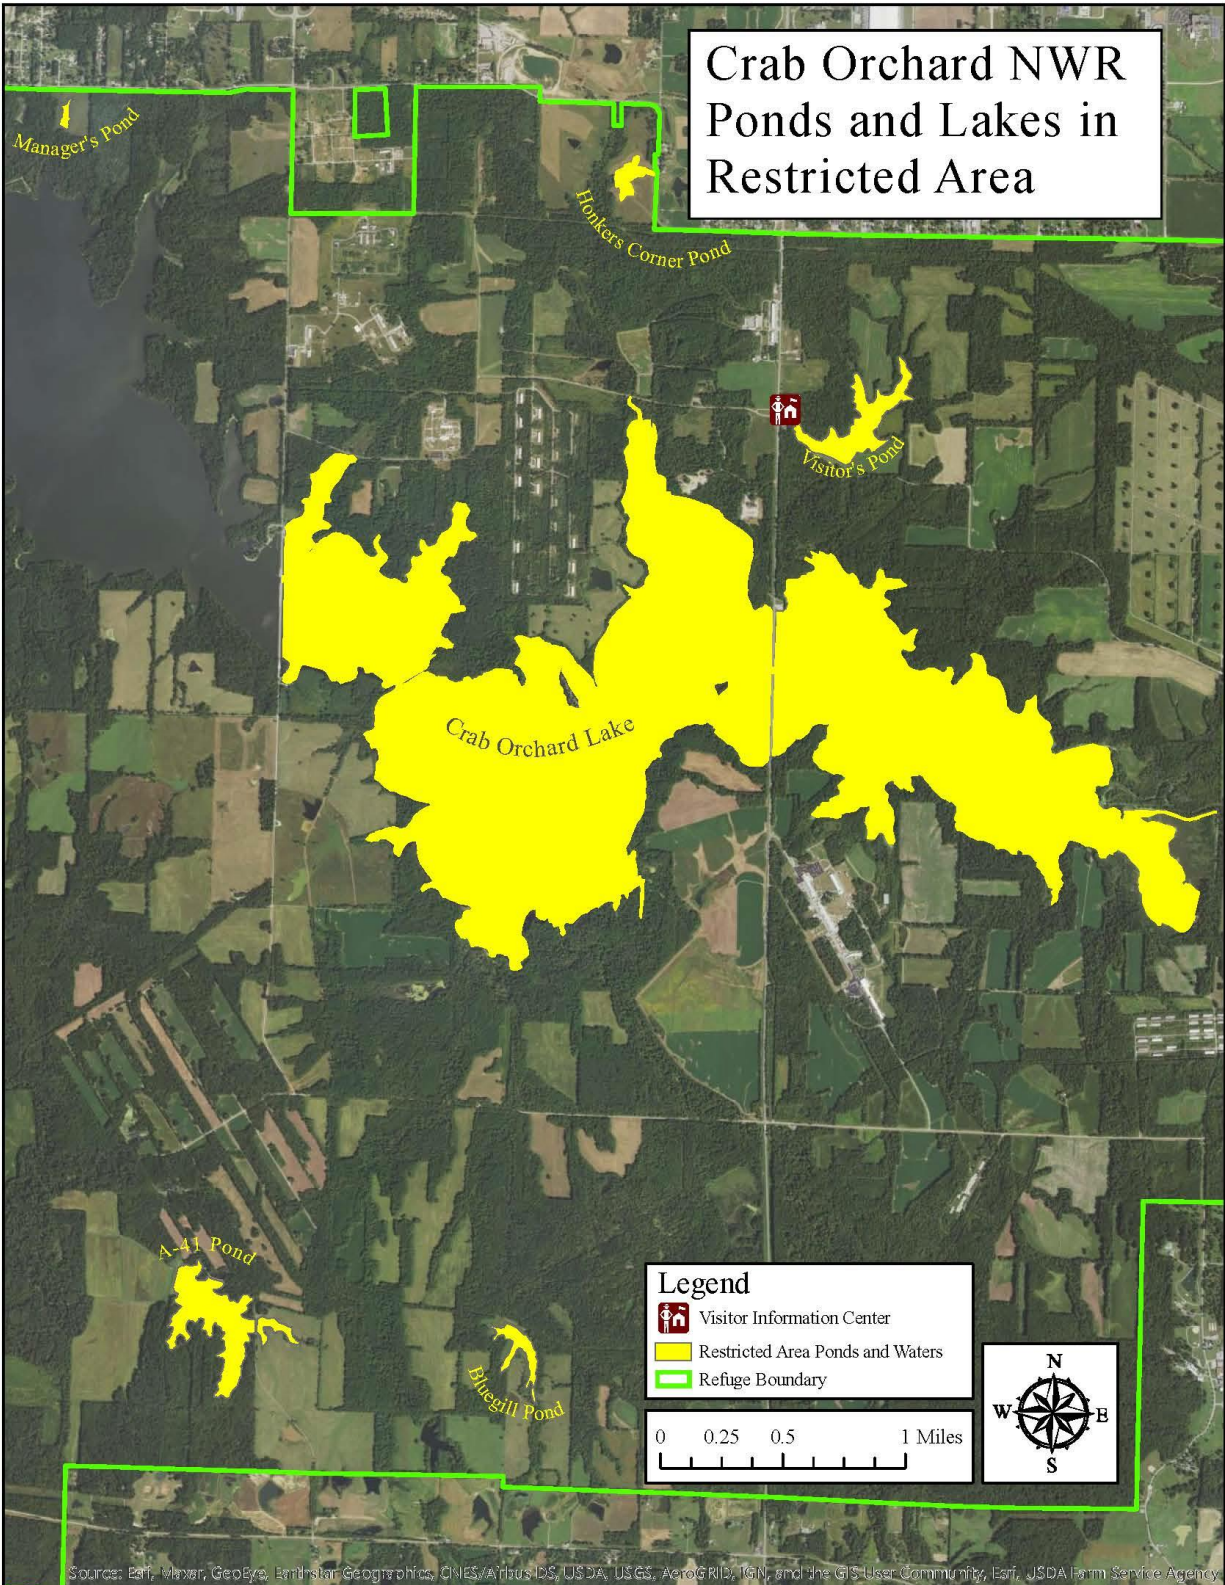 Crab Orchard NWR
Ponds and Lakes in
Restricted Area
Manager's Pond
Honkers Corner Pond
Visitor's Pond
Crab Orchard Lake
A-41 Pond
Bluegill Pond
Legend
Visitor Information Center
Restricted Area Ponds and Waters
Refuge Boundary
0 0.25 0.5 1 Miles
N
W E
S
Source: Esri, Maxar, GeoEye, Earthstar Geographics, CNES/Airbus DS, USDA, USGS, AeroGRID, IGN, and the GIS User Community, Esri, USDA Farm Service Agency